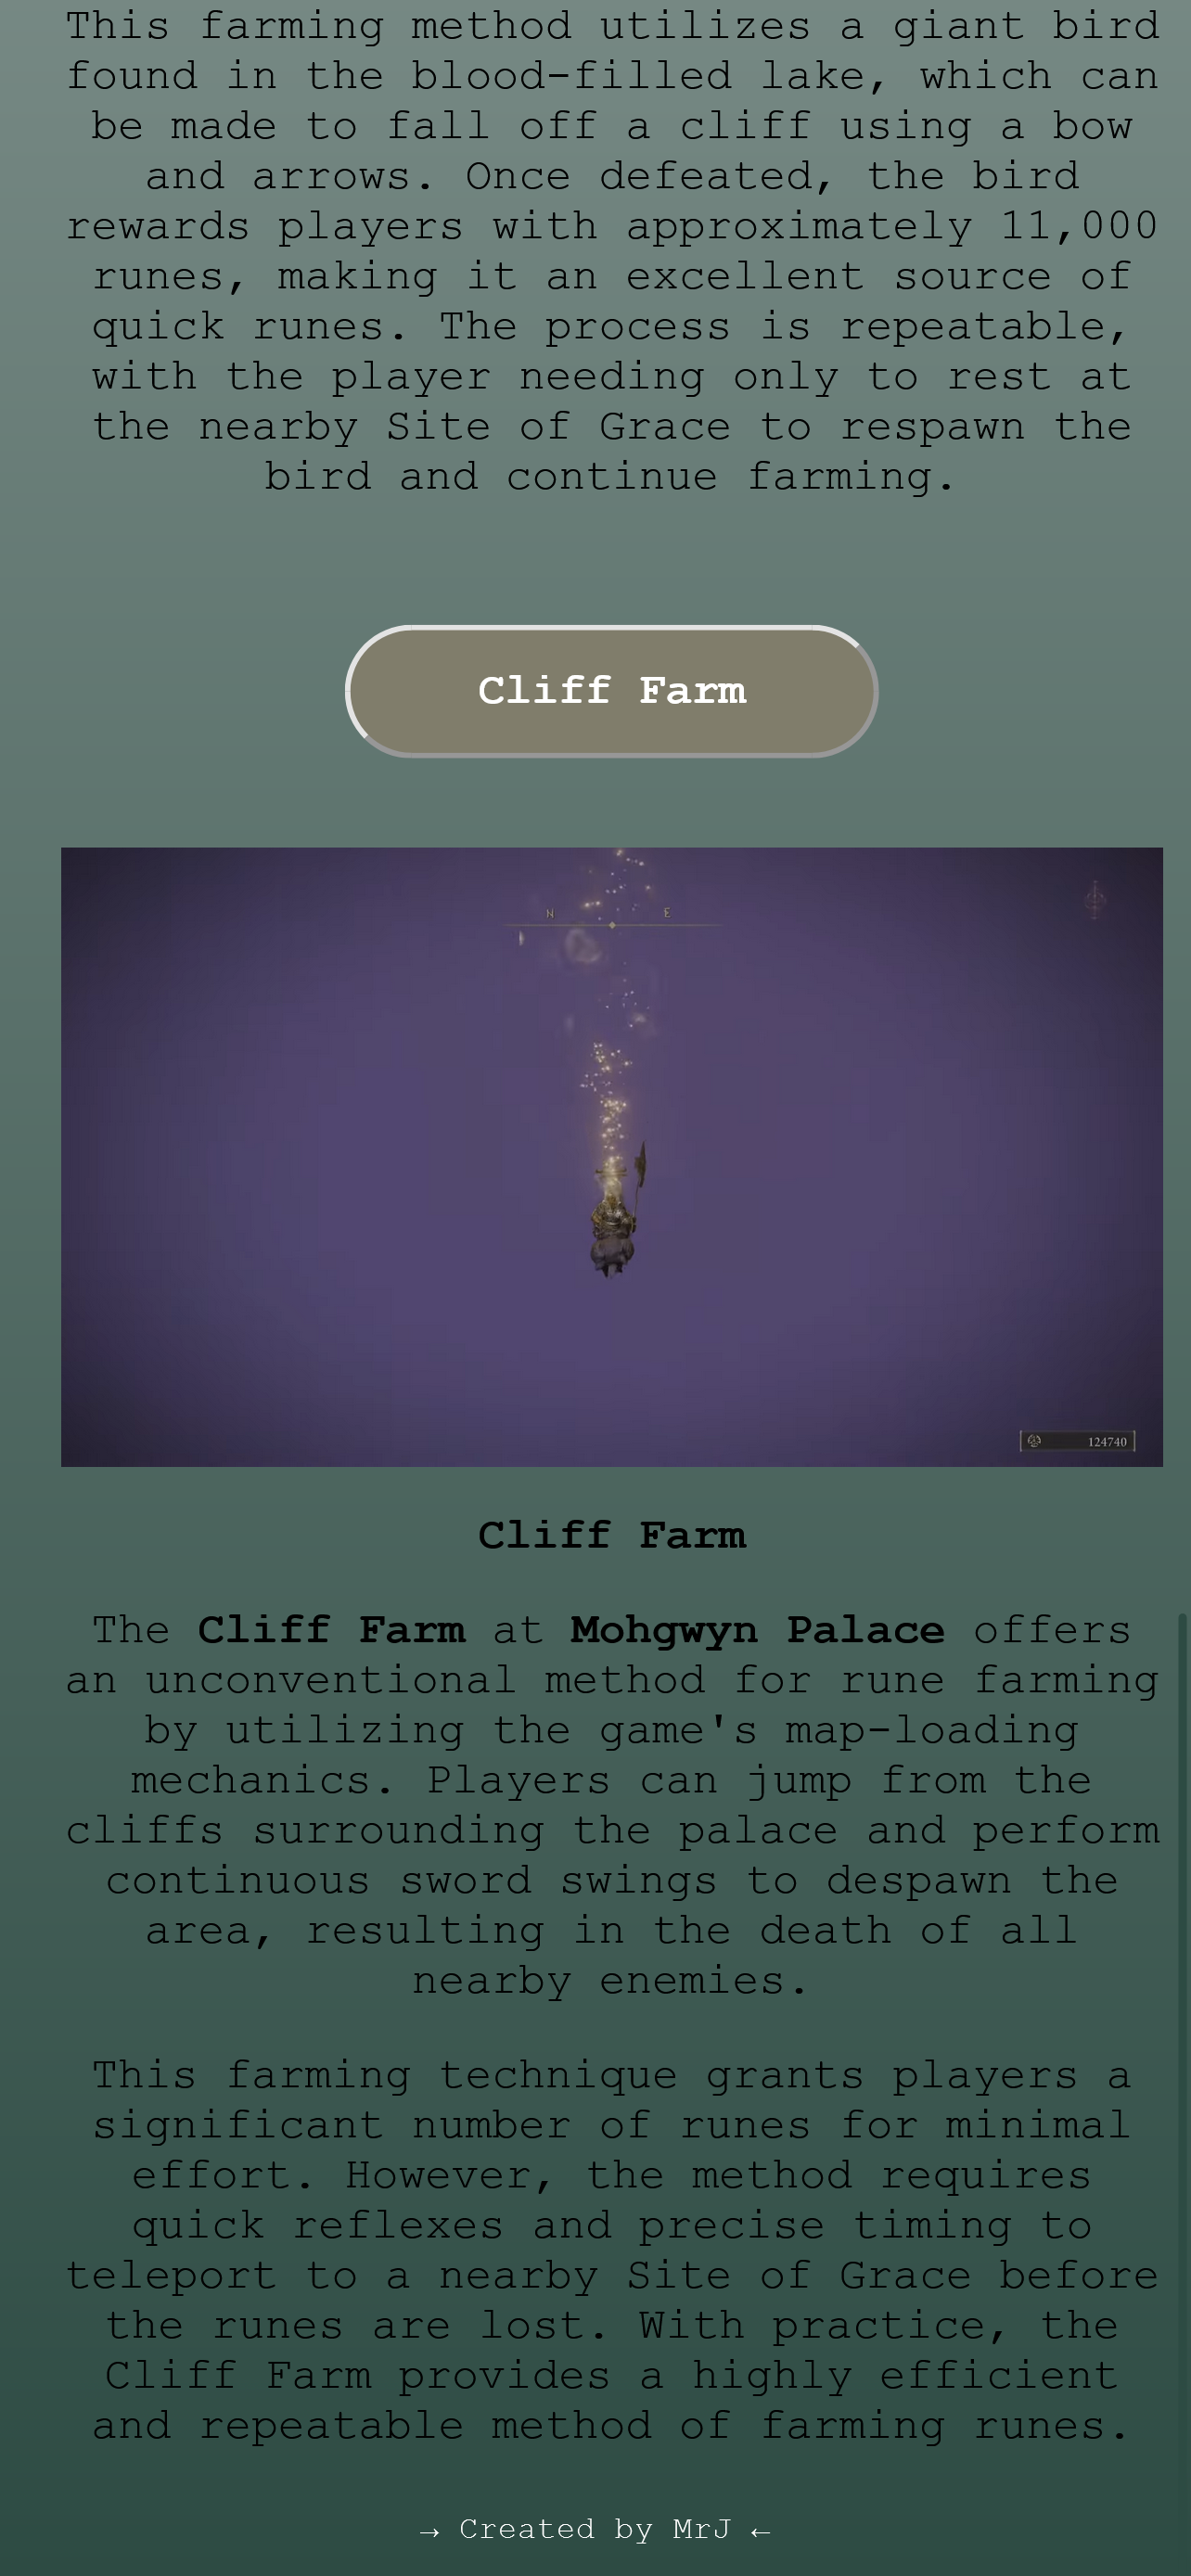 This farming method utilizes a giant bird
found in the blood-filled lake, which can
be made to fall off a cliff using a bow
and arrows. Once defeated, the bird
rewards players with approximately 11,000
runes, making it an excellent source of
quick runes. The process is repeatable,
with the player needing only to rest at
the nearby Site of Grace to respawn the
bird and continue farming.
Cliff Farm
N E
124740
Cliff Farm
The Cliff Farm at Mohgwyn Palace offers
an unconventional method for rune farming
by utilizing the game's map-loading
mechanics. Players can jump from the
cliffs surrounding the palace and perform
continuous sword swings to despawn the
area, resulting in the death of all
nearby enemies.
This farming technique grants players a
significant number of runes for minimal
effort. However, the method requires
quick reflexes and precise timing to
teleport to a nearby Site of Grace before
the runes are lost. With practice, the
Cliff Farm provides a highly efficient
and repeatable method of farming runes.
→ Created by MrJ ←